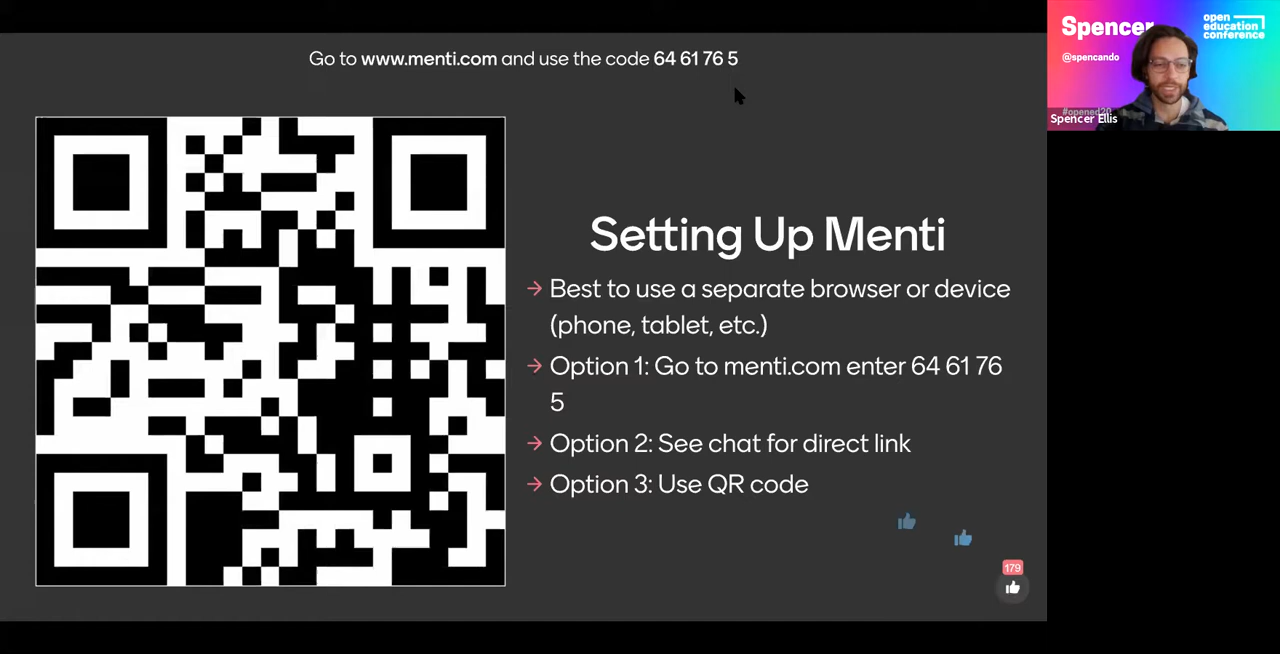 Go to www.menti.com and use the code 64 61 76 5
Setting Up Menti
→ Best to use a separate browser or device
(phone, tablet, etc.)
→ Option 1: Go to menti.com enter 64 61 76
5
→ Option 2: See chat for direct link
→ Option 3: Use QR code
179
Spencer
@spencando
open
education
conference
#opened20
Spencer Ellis